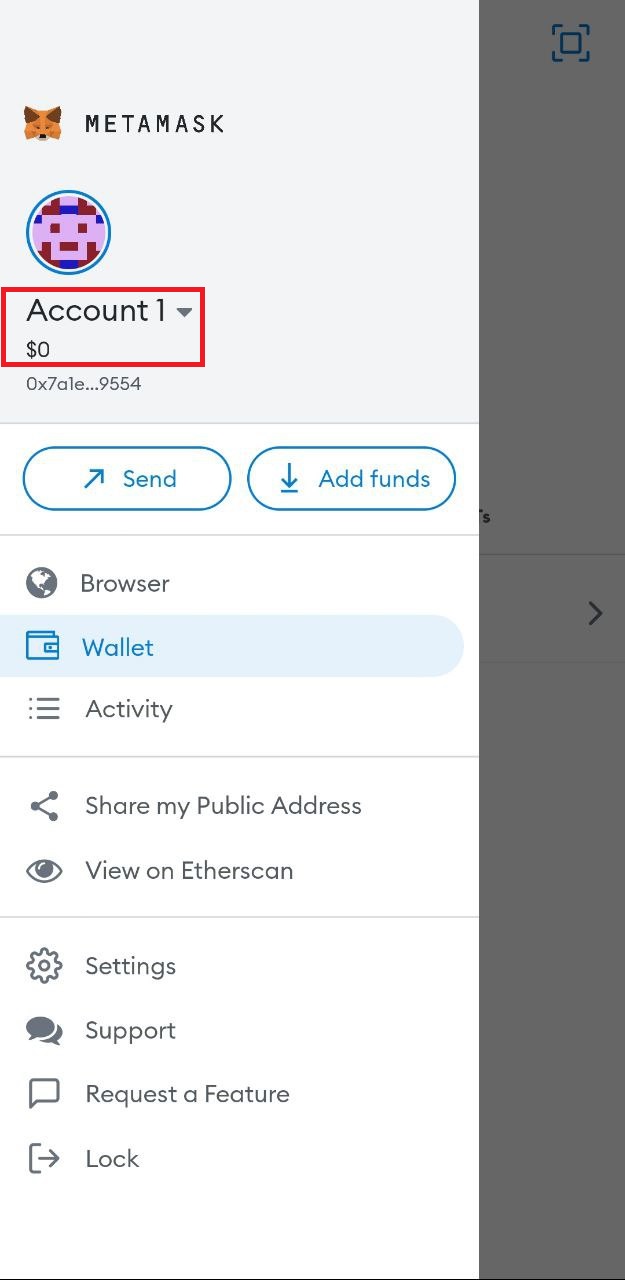 METAMASK
Account 1
$0
0x7a1e...9554
Send
Add funds
Browser
Wallet
Activity
Share my Public Address
View on Etherscan
Settings
Support
Request a Feature
Lock